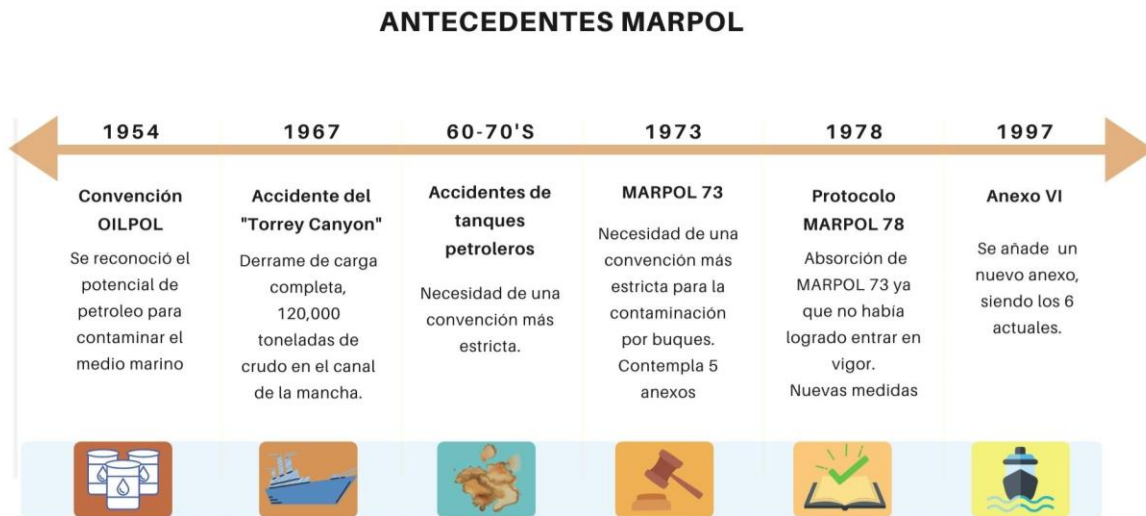 ANTECEDENTES MARPOL
1954
Convención
OILPOL
Se reconoció el
potencial de
petroleo para
contaminar el
medio marino
1967
Accidente del
"Torrey Canyon"
Derrame de carga
completa,
120,000
toneladas de
crudo en el canal
de la mancha.
60-70'S
Accidentes de
tanques
petroleros
Necesidad de una
convención más
estricta.
1973
MARPOL 73
Necesidad de una
convención más
estricta para la
contaminación
por buques.
Contempla 5
anexos
1978
Protocolo
MARPOL 78
Absorción de
MARPOL 73 ya
que no había
logrado entrar en
vigor.
Nuevas medidas
1997
Anexo VI
Se añade un
nuevo anexo,
siendo los 6
actuales.